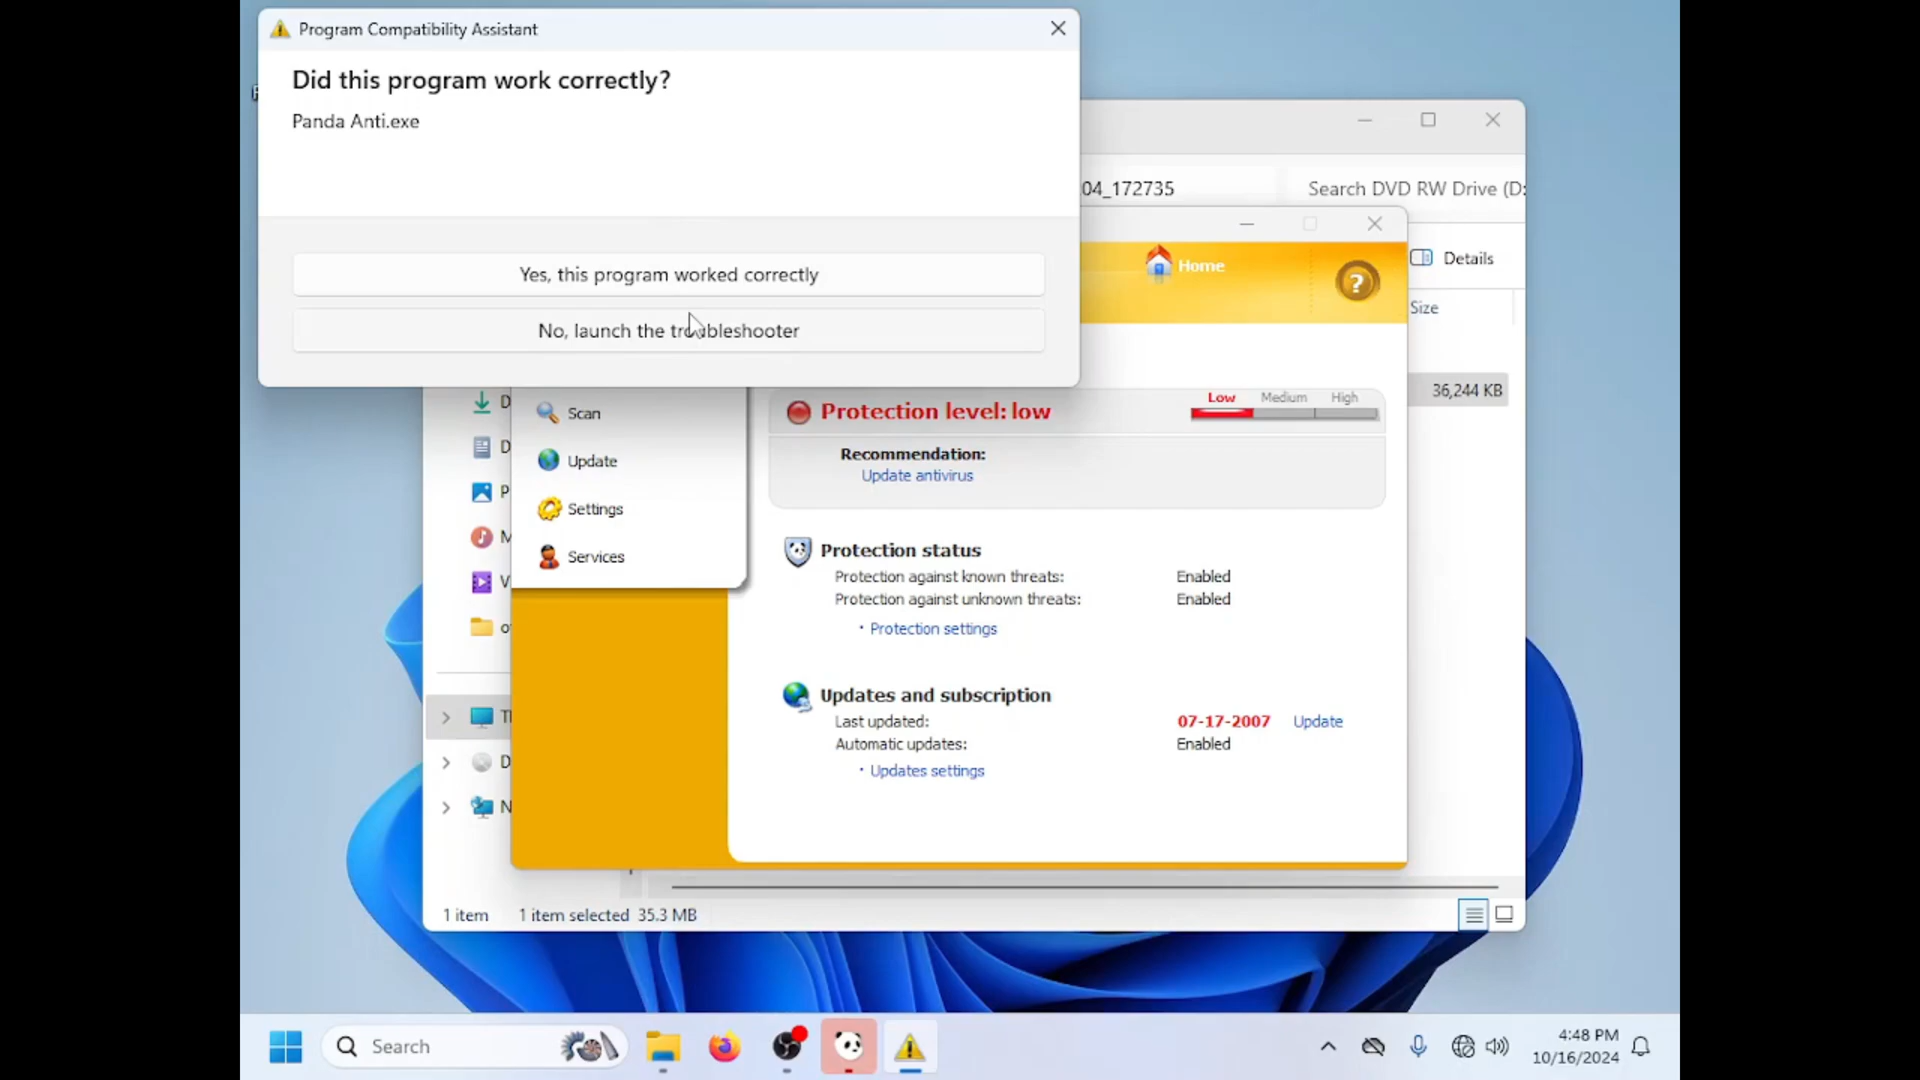 Program Compatibility Assistant
Did this program work correctly?
Panda Anti.exe
Yes, this program worked correctly
No, launch the troubleshooter
04_172735
Search DVD RW Drive (D:
Home
?
Details
Size
36,244 KB
D
Scan
D
Update
P
Settings
M
Services
V
Protection level: low
Low Medium High
Recommendation:
Update antivirus
Protection status
Protection against known threats: Enabled
Protection against unknown threats: Enabled
Protection settings
Updates and subscription
Last updated: 07-17-2007 Update
Automatic updates: Enabled
Updates settings
D
N
1 item 1 item selected 35.3 MB
Search
4:48 PM
10/16/2024